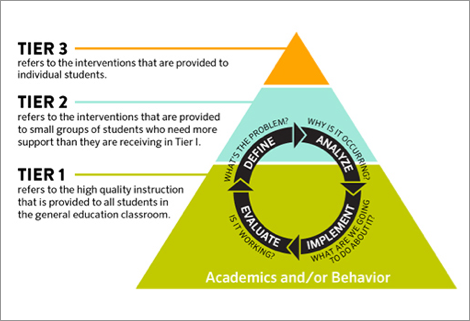 TIER 3
refers to the interventions that are provided to
individual students.
TIER 2
refers to the interventions that are provided
to small groups of students who need more
support than they are receiving in Tier I.
TIER 1
refers to the high quality instruction
that is provided to all students in
the general education classroom.
WHAT'S THE PROBLEM?
DEFINE
WHY IS IT OCCURRING?
ANALYZE
IMPLEMENT
WHAT ARE WE GOING
TO DO ABOUT IT?
EVALUATE
IS IT WORKING?
Academics and/or Behavior